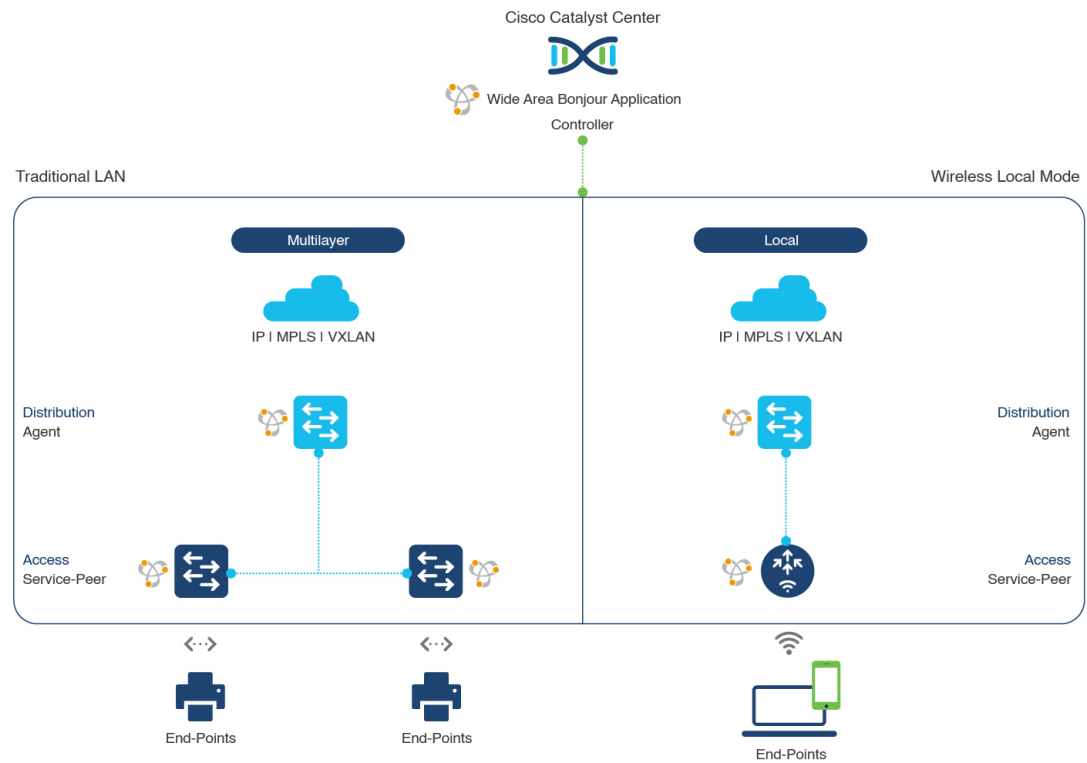 Cisco Catalyst Center
Wide Area Bonjour Application
Controller
Traditional LAN
Wireless Local Mode
Multilayer
Local
IP | MPLS | VXLAN
IP | MPLS | VXLAN
Distribution
Agent
Distribution
Agent
Access
Service-Peer
Access
Service-Peer
End-Points
End-Points
End-Points